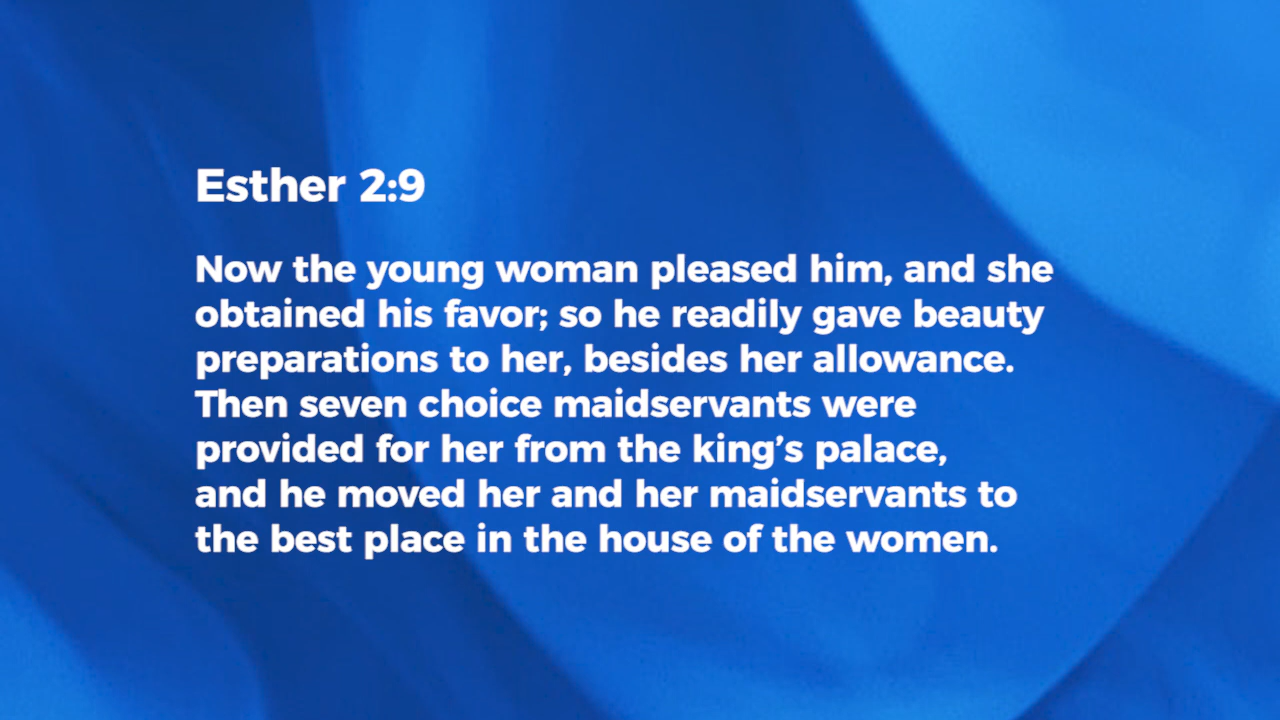 Esther 2:9
Now the young woman pleased him, and she
obtained his favor; so he readily gave beauty
preparations to her, besides her allowance.
Then seven choice maidservants were
provided for her from the king’s palace,
and he moved her and her maidservants to
the best place in the house of the women.